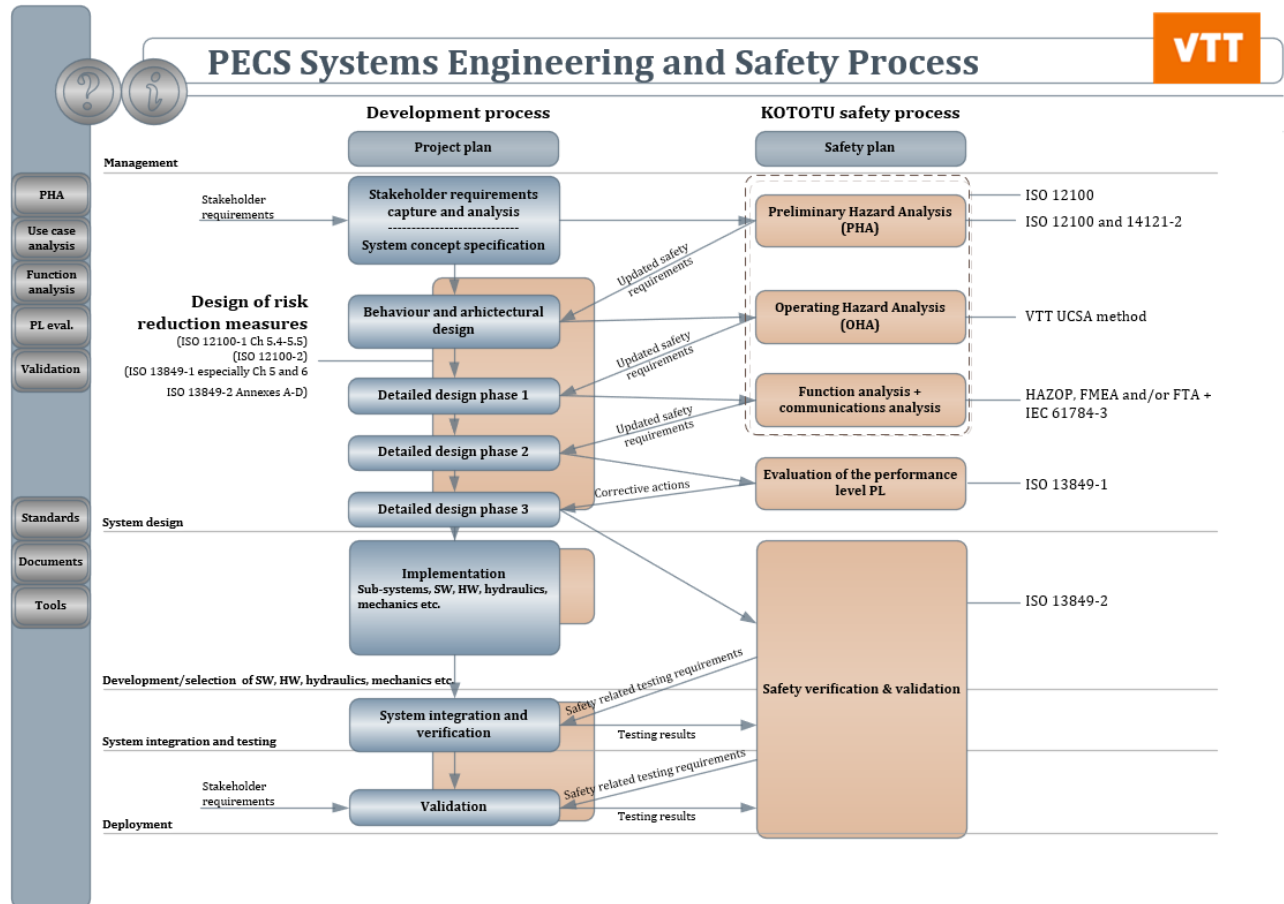 VTT
PECS Systems Engineering and Safety Process
?
i
Development process
KOTOTU safety process
Project plan
Safety plan
Management
PHA
Use case
analysis
Function
analysis
PL eval.
Validation
Standards
Documents
Tools
Stakeholder
requirements
Stakeholder requirements
capture and analysis
----------------------------
System concept specification
Preliminary Hazard Analysis
(PHA)
ISO 12100
ISO 12100 and 14121-2
Updated safety
requirements
Design of risk
reduction measures
(ISO 12100-1 Ch 5.4-5.5)
(ISO 12100-2)
(ISO 13849-1 especially Ch 5 and 6
ISO 13849-2 Annexes A-D)
Behaviour and arhictectural
design
Operating Hazard Analysis
(OHA)
VTT UCSA method
Updated safety
requirements
Detailed design phase 1
Function analysis +
communications analysis
HAZOP, FMEA and/or FTA +
IEC 61784-3
Updated safety
requirements
Detailed design phase 2
Evaluation of the performance
level PL
ISO 13849-1
Corrective actions
Detailed design phase 3
System design
Implementation
Sub-systems, SW, HW, hydraulics,
mechanics etc.
ISO 13849-2
Safety verification & validation
Development/selection of SW, HW, hydraulics, mechanics etc.
Safety related testing requirements
System integration and
verification
Testing results
System integration and testing
Safety related testing requirements
Stakeholder
requirements
Validation
Testing results
Deployment